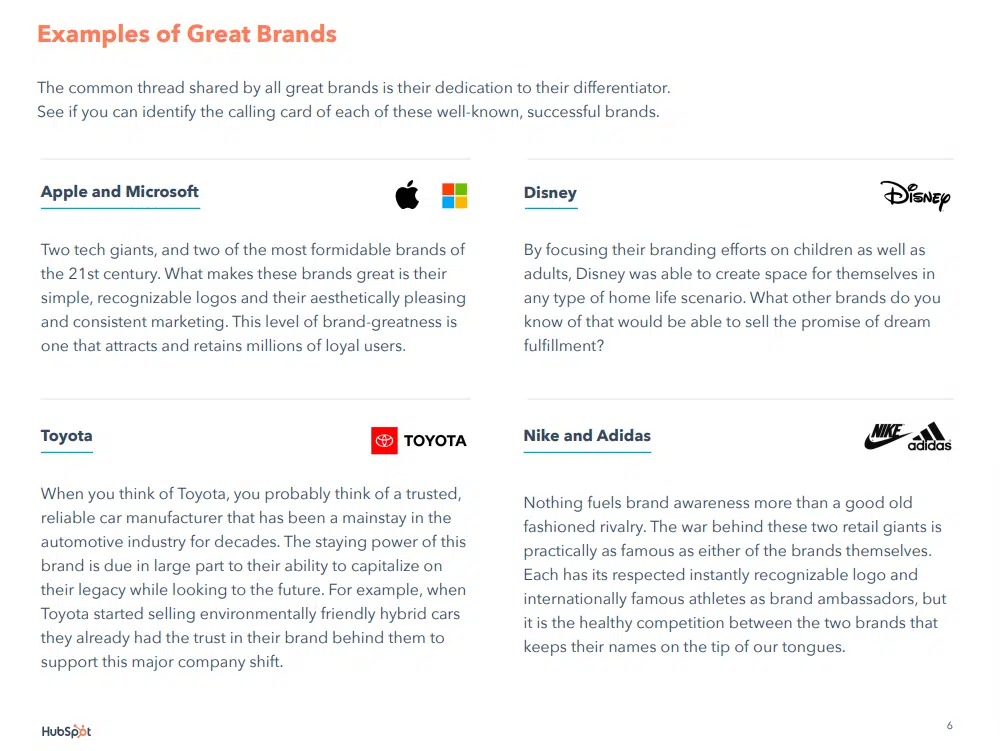 Examples of Great Brands
The common thread shared by all great brands is their dedication to their differentiator.
See if you can identify the calling card of each of these well-known, successful brands.
Apple and Microsoft
Two tech giants, and two of the most formidable brands of
the 21st century. What makes these brands great is their
simple, recognizable logos and their aesthetically pleasing
and consistent marketing. This level of brand-greatness is
one that attracts and retains millions of loyal users.
Disney
Disney
By focusing their branding efforts on children as well as
adults, Disney was able to create space for themselves in
any type of home life scenario. What other brands do you
know of that would be able to sell the promise of dream
fulfillment?
Toyota
TOYOTA
When you think of Toyota, you probably think of a trusted,
reliable car manufacturer that has been a mainstay in the
automotive industry for decades. The staying power of this
brand is due in large part to their ability to capitalize on
their legacy while looking to the future. For example, when
Toyota started selling environmentally friendly hybrid cars
they already had the trust in their brand behind them to
support this major company shift.
Nike and Adidas
NIKE
adidas
Nothing fuels brand awareness more than a good old
fashioned rivalry. The war behind these two retail giants is
practically as famous as either of the brands themselves.
Each has its respected instantly recognizable logo and
internationally famous athletes as brand ambassadors, but
it is the healthy competition between the two brands that
keeps their names on the tip of our tongues.
HubSpot
6